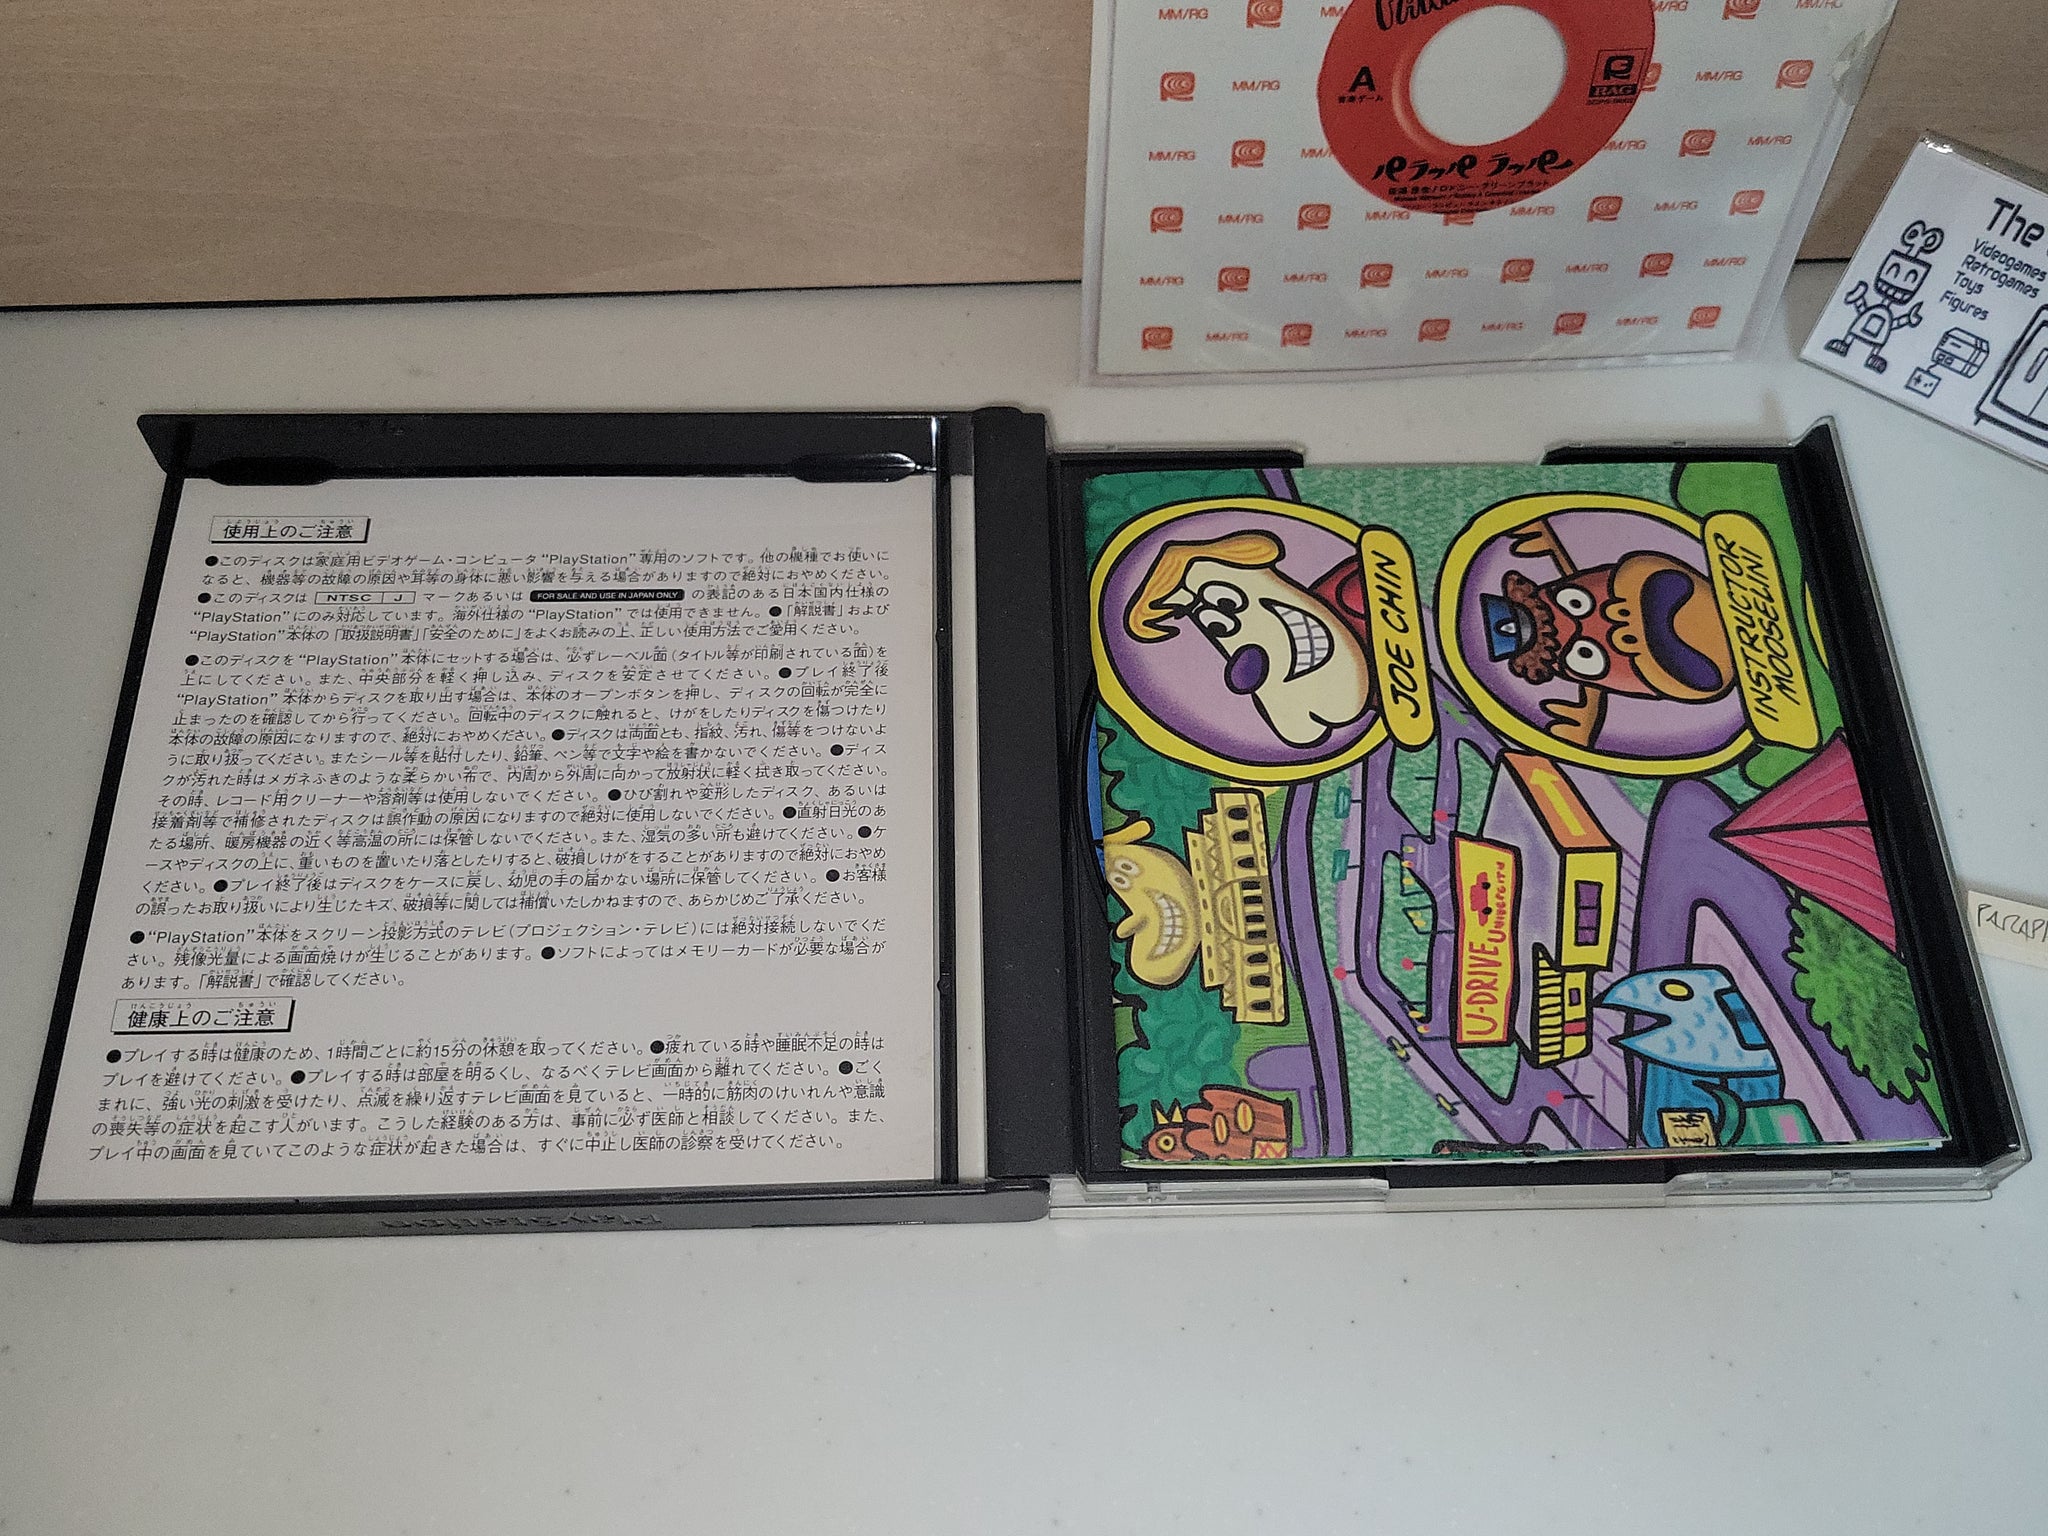 MM/RG
MM/RG
MM/RG
A
音楽ゲーム
RAG
MM/RG
MM/RG
MM/RG
パラッパ ラッパー
MM/RG
MM/RG
MM/RG
MM/RG
MM/RG
MM/RG
MM/RG
MM/RG
MM/RG
MM/RG
MM/RG
MM/RG
The
Videogames
Retrogames
Toys
Figures
使用上のご注意
●このディスクは家庭用ビデオゲーム・コンピュータ“PlayStation”専用のソフトです。他の機種でお使いに
なると、機器等の故障の原因や耳等の身体に悪い影響を与える場合がありますので絶対におやめください。
●このディスクは NTSC J マークあるいは FOR SALE AND USE IN JAPAN ONLY の表記のある日本国内仕様の
“PlayStation”にのみ対応しています。海外仕様の“PlayStation”では使用できません。●「解説書」および
“PlayStation”本体の「取扱説明書」「安全のために」をよくお読みの上、正しい使用方法でご愛用ください。
●このディスクを“PlayStation”本体にセットする場合は、必ずレーベル面(タイトル等が印刷されている面)を
上にしてください。また、中央部分を軽く押し込み、ディスクを安定させてください。●プレイ終了後
“PlayStation”本体からディスクを取り出す場合は、本体のオープンボタンを押し、ディスクの回転が完全に
止まったのを確認してから行ってください。回転中のディスクに触れると、けがをしたりディスクを傷つけたり
本体の故障の原因になりますので、絶対におやめください。●ディスクは両面とも、指紋、汚れ、傷等をつけないよ
うに取り扱ってください。またシール等を貼付したり、鉛筆、ペン等で文字や絵を書かないでください。●ディス
クが汚れた時はメガネふきのような柔らかい布で、内周から外周に向かって放射状に軽く拭き取ってください。
その時、レコード用クリーナーや溶剤等は使用しないでください。●ひび割れや変形したディスク、あるいは
接着剤等で補修されたディスクは誤作動の原因になりますので絶対に使用しないでください。●直射日光のあ
たる場所、暖房機器の近く等高温の所には保管しないでください。また、湿気の多い所も避けてください。●ケ
ースやディスクの上に、重いものを置いたり落としたりすると、破損しけがをすることがありますので絶対におやめ
ください。●プレイ終了後はディスクをケースに戻し、幼児の手の届かない場所に保管してください。●お客様
の誤ったお取り扱いにより生じたキズ、破損等に関しては補償いたしかねますので、あらかじめご了承ください。
●“PlayStation”本体をスクリーン投影方式のテレビ(プロジェクション・テレビ)には絶対接続しないでくだ
さい。残像光量による画面焼けが生じることがあります。●ソフトによってはメモリーカードが必要な場合が
あります。「解説書」で確認してください。
健康上のご注意
●プレイする時は健康のため、1時間ごとに約15分の休憩を取ってください。●疲れている時や睡眠不足の時は
プレイを避けてください。●プレイする時は部屋を明るくし、なるべくテレビ画面から離れてください。●ごく
まれに、強い光の刺激を受けたり、点滅を繰り返すテレビ画面を見ていると、一時的に筋肉のけいれんや意識
の喪失等の症状を起こす人がいます。こうした経験のある方は、事前に必ず医師と相談してください。また、
プレイ中の画面を見ていてこのような症状が起きた場合は、すぐに中止し医師の診察を受けてください。
PlayStation
JOE CHIN
INSTRUCTOR
MOOSELINI
U-DRIVE UNIVERSITY